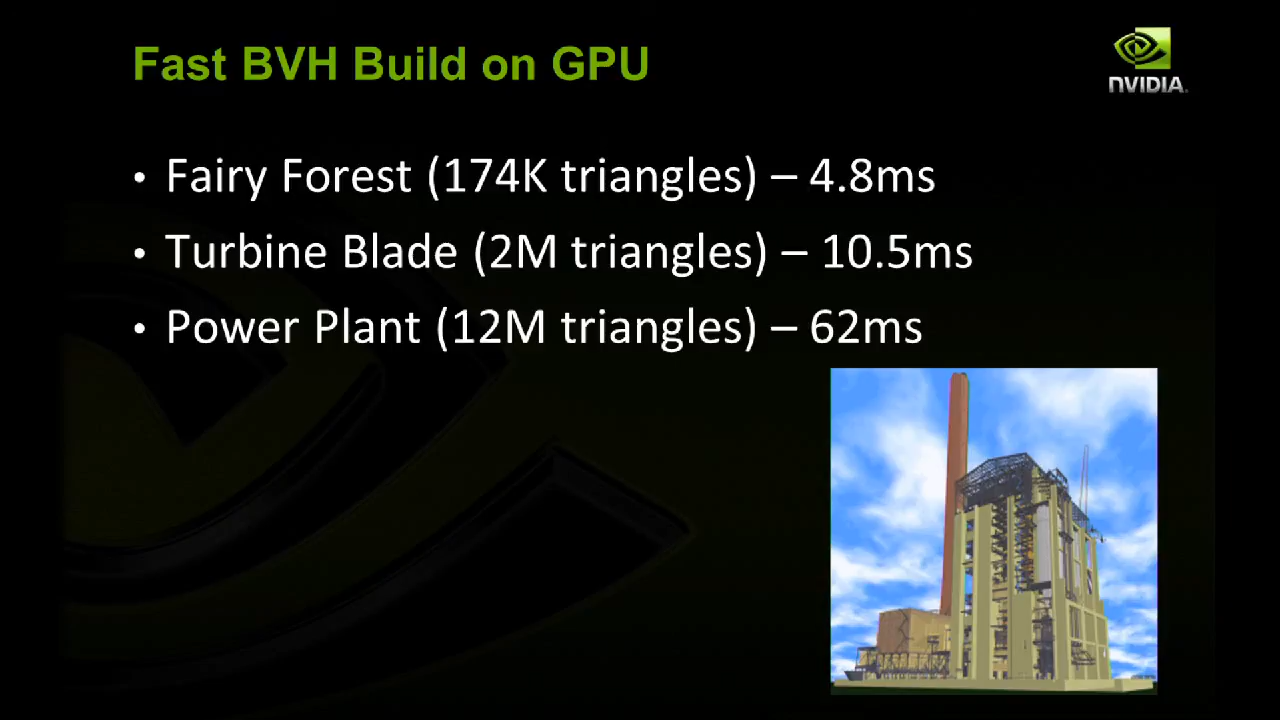 Fast BVH Build on GPU
NVIDIA.
• Fairy Forest (174K triangles) – 4.8ms
• Turbine Blade (2M triangles) – 10.5ms
• Power Plant (12M triangles) – 62ms